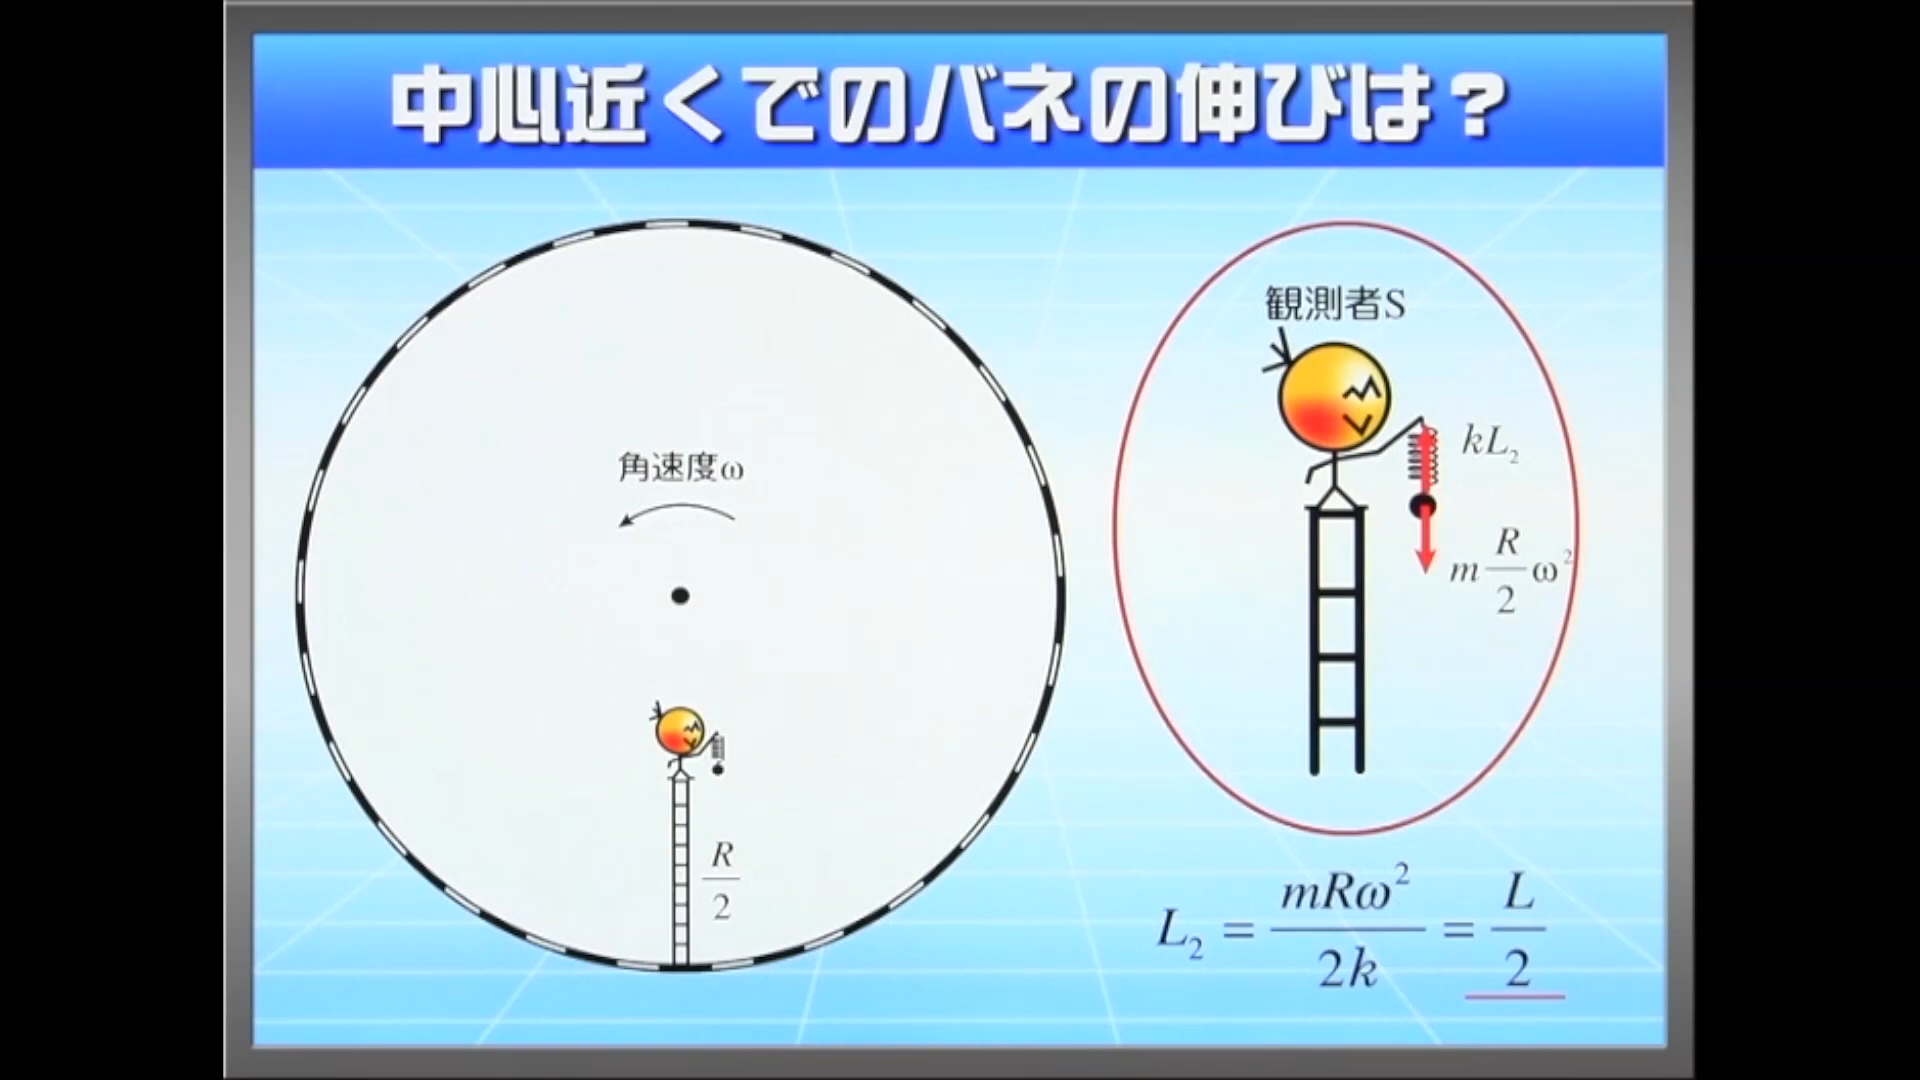 中心近くでのバネの伸びは？
角速度ω
R/2
観測者S
kL₂
m R/2 ω²
L₂ = mRω²/2k = L/2